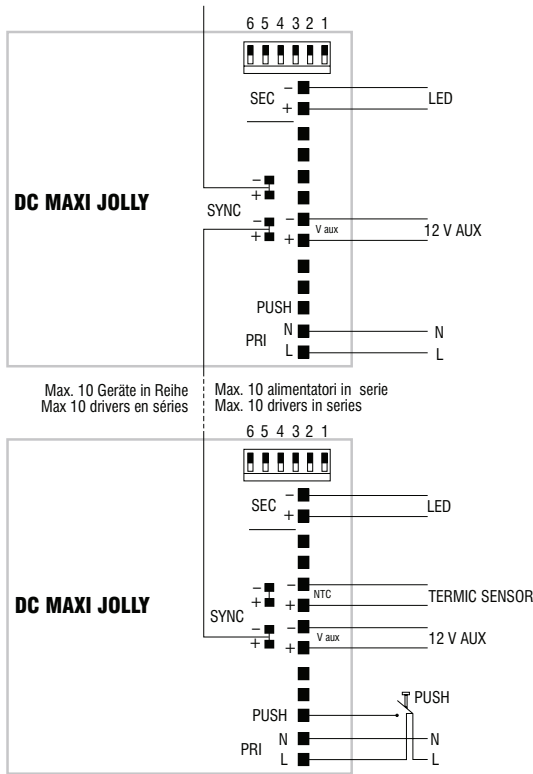 6 5 4 3 2 1
SEC
–
+
LED
DC MAXI JOLLY
–
+
SYNC
–
+
–
+
V aux
12 V AUX
PUSH
PRI
N
L
N
L
Max. 10 Geräte in Reihe
Max 10 drivers en séries
Max. 10 alimentatori in serie
Max. 10 drivers in series
6 5 4 3 2 1
SEC
–
+
LED
DC MAXI JOLLY
–
+
SYNC
–
+
–
+
NTC
TERMIC SENSOR
–
+
V aux
12 V AUX
PUSH
PUSH
PRI
N
L
N
L